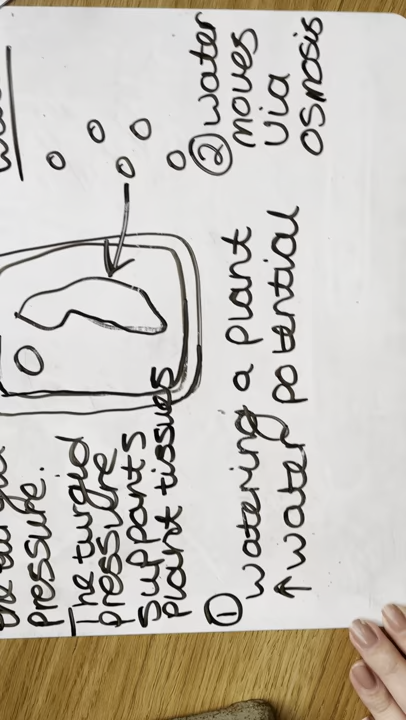 ① watering a plant
↑ water potential
② water
moves
via
osmosis
pressure.
The turgid
pressure
supports
plant tissues